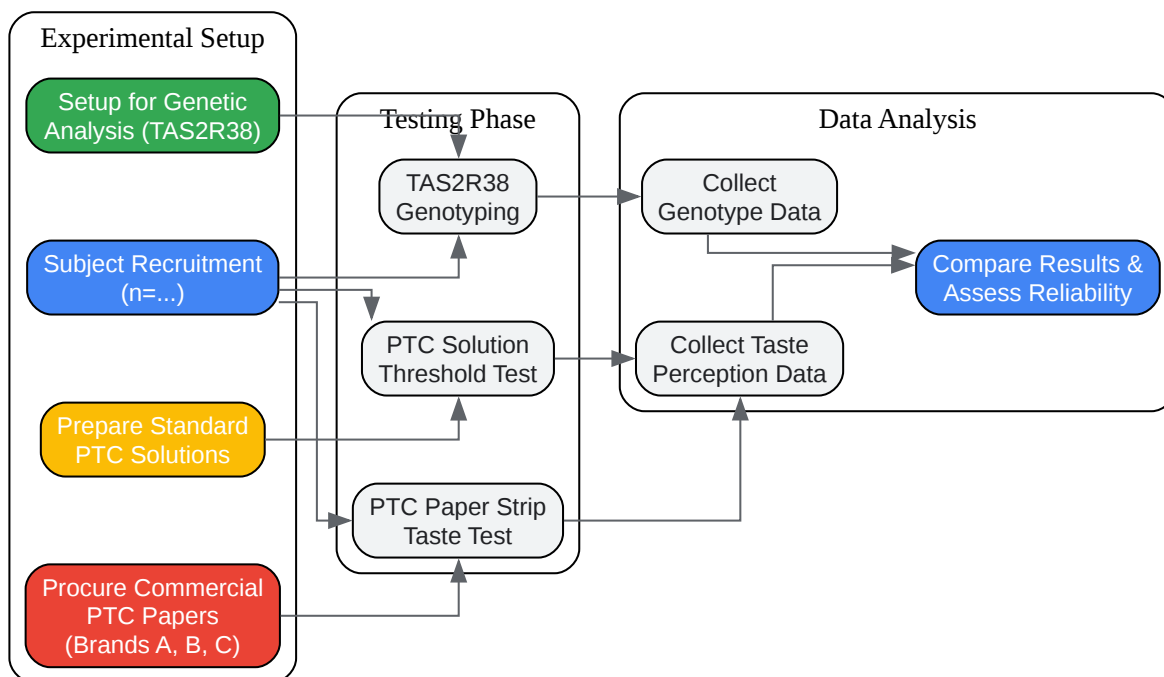 Experimental Setup
Setup for Genetic
Analysis (TAS2R38)
Subject Recruitment
(n=...)
Prepare Standard
PTC Solutions
Procure Commercial
PTC Papers
(Brands A, B, C)
Testing Phase
TAS2R38
Genotyping
PTC Solution
Threshold Test
PTC Paper Strip
Taste Test
Data Analysis
Collect
Genotype Data
Collect Taste
Perception Data
Compare Results &
Assess Reliability